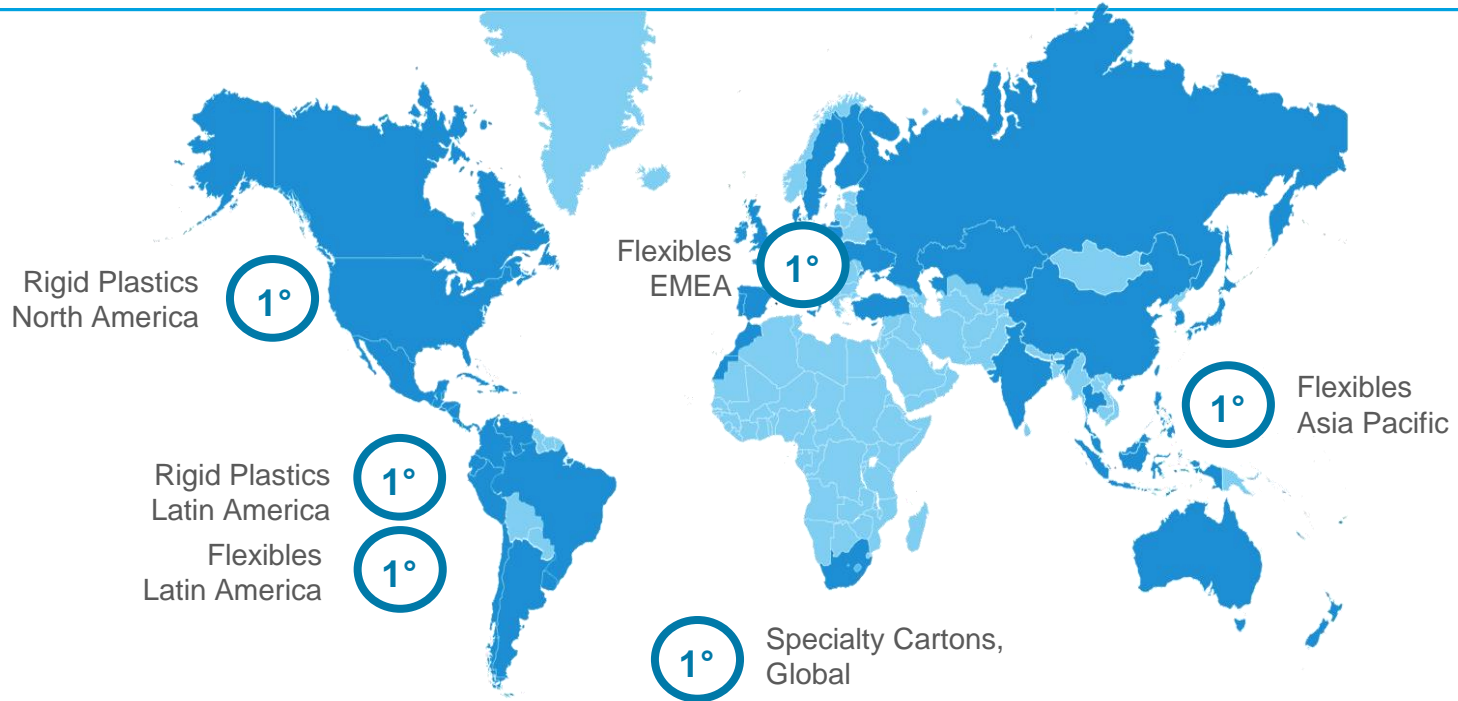 Flexibles
EMEA
1°
Rigid Plastics
North America
1°
1°
Flexibles
Asia Pacific
Rigid Plastics
Latin America
1°
Flexibles
Latin America
1°
1°
Specialty Cartons,
Global